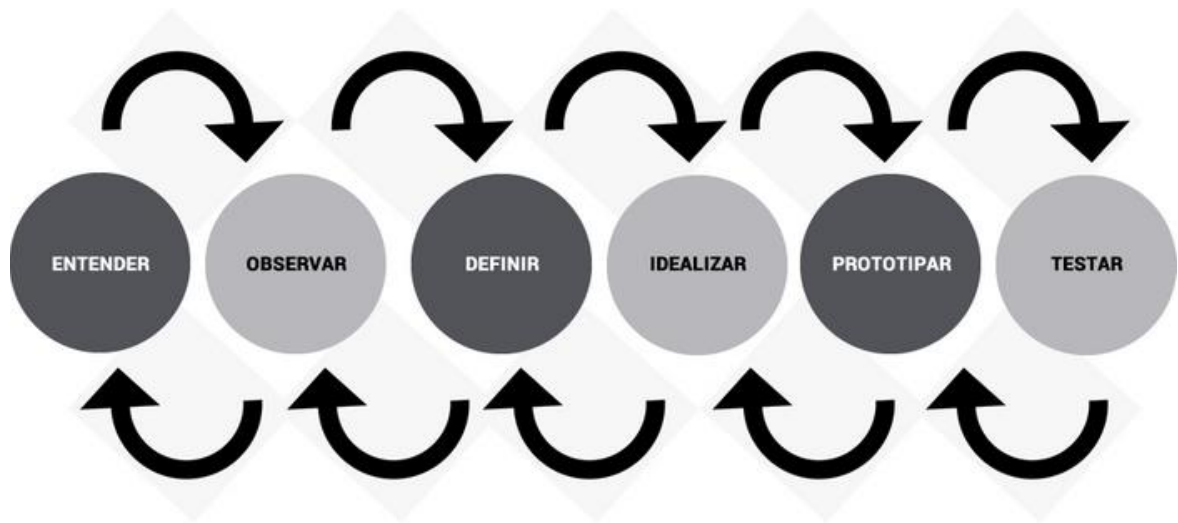 ENTENDER
OBSERVAR
DEFINIR
IDEALIZAR
PROTOTIPAR
TESTAR